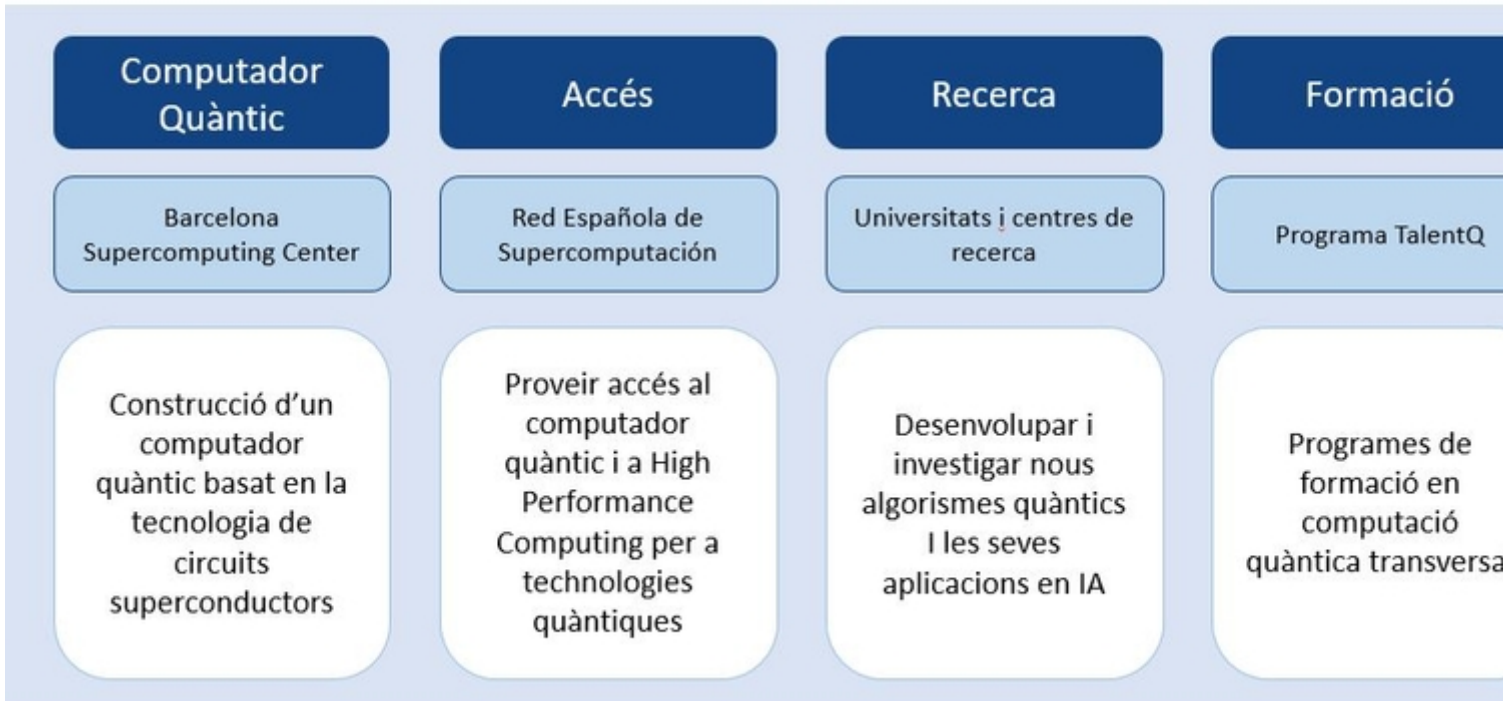 Computador
Quàntic
Barcelona
Supercomputing Center
Construcció d’un
computador
quàntic basat en la
tecnologia de
circuits
superconductors
Accés
Red Española de
Supercomputación
Proveir accés al
computador
quàntic i a High
Performance
Computing per a
technologies
quàntiques
Recerca
Universitats i centres de
recerca
Desenvolupar i
investigar nous
algorismes quàntics
I les seves
aplicacions en IA
Formació
Programa TalentQ
Programes de
formació en
computació
quàntica transversa